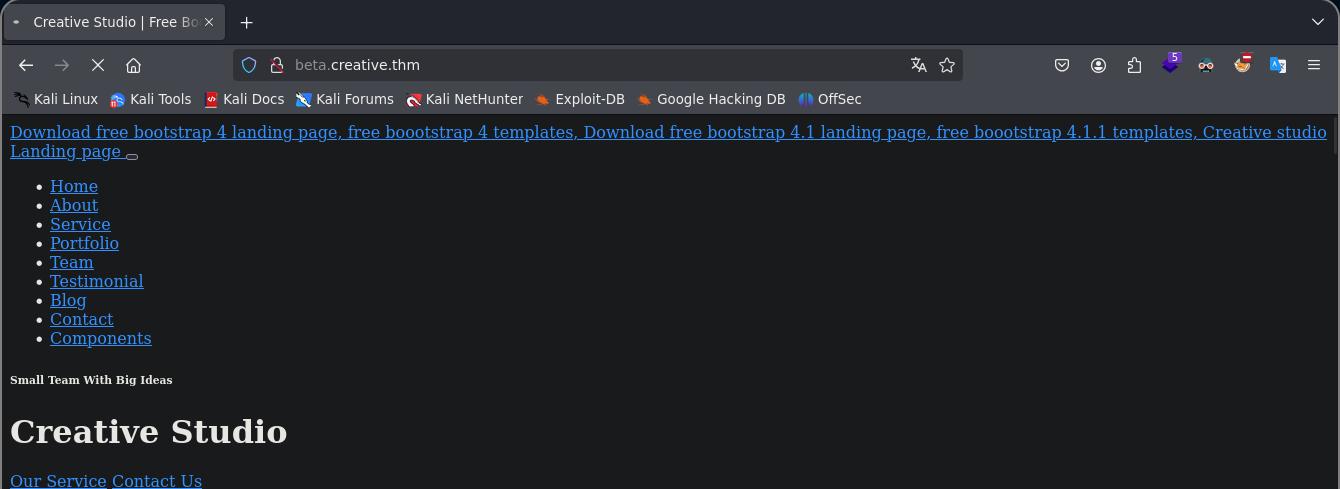 Creative Studio | Free Bo
beta.creative.thm
5
Kali Linux Kali Tools Kali Docs Kali Forums Kali NetHunter Exploit-DB Google Hacking DB OffSec
Download free bootstrap 4 landing page, free boootstrap 4 templates, Download free bootstrap 4.1 landing page, free boootstrap 4.1.1 templates, Creative studio
Landing page
Home
About
Service
Portfolio
Team
Testimonial
Blog
Contact
Components
Small Team With Big Ideas
Creative Studio
Our Service Contact Us